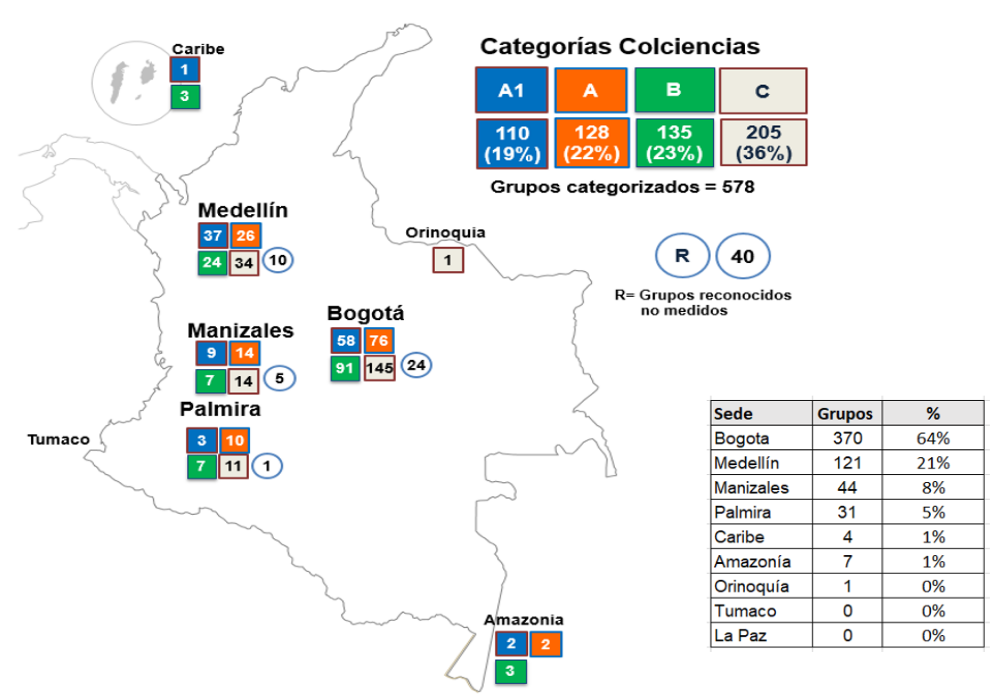 Caribe
1
3
Categorías Colciencias
A1 A B C
110 128 135 205
(19%) (22%) (23%) (36%)
Grupos categorizados = 578
Medellín
37 26
24 34 10
Orinoquia
1
R 40
R= Grupos reconocidos
no medidos
Bogotá
58 76
91 145 24
Manizales
9 14
7 14 5
Palmira
3 10
7 11 1
Tumaco
Sede Grupos %
Bogota 370 64%
Medellín 121 21%
Manizales 44 8%
Palmira 31 5%
Caribe 4 1%
Amazonía 7 1%
Orinoquía 1 0%
Tumaco 0 0%
La Paz 0 0%
Amazonia
2 2
3